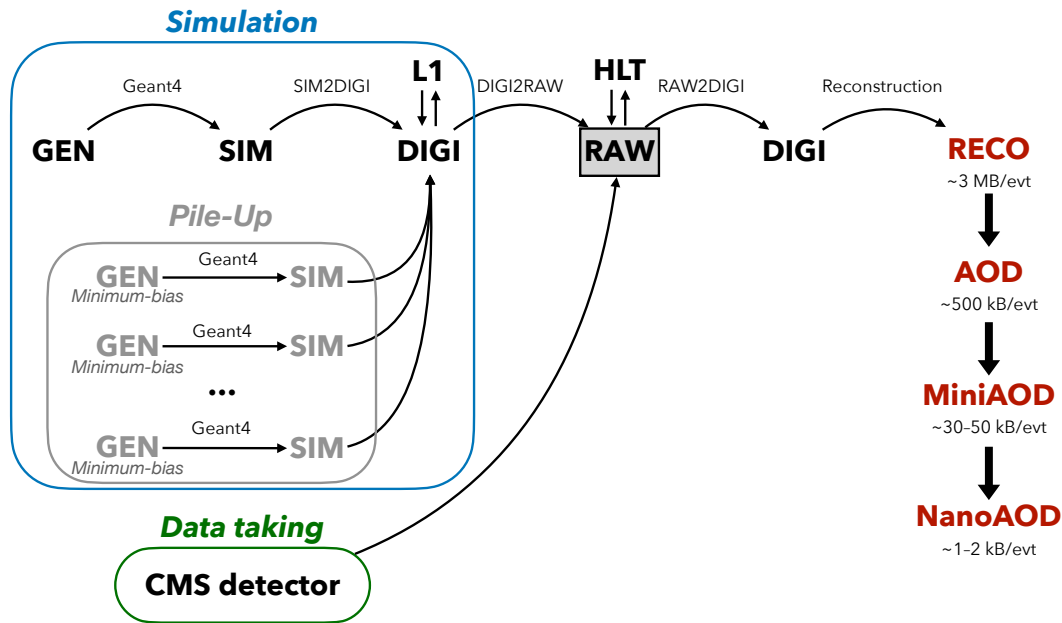 Simulation
Geant4
SIM2DIGI
L1
DIGI2RAW
HLT
RAW2DIGI
Reconstruction
GEN
SIM
DIGI
RAW
DIGI
RECO
~3 MB/evt
Pile-Up
GEN
Geant4
SIM
Minimum-bias
AOD
~500 kB/evt
GEN
Geant4
SIM
Minimum-bias
...
MiniAOD
~30–50 kB/evt
GEN
Geant4
SIM
Minimum-bias
NanoAOD
~1–2 kB/evt
Data taking
CMS detector